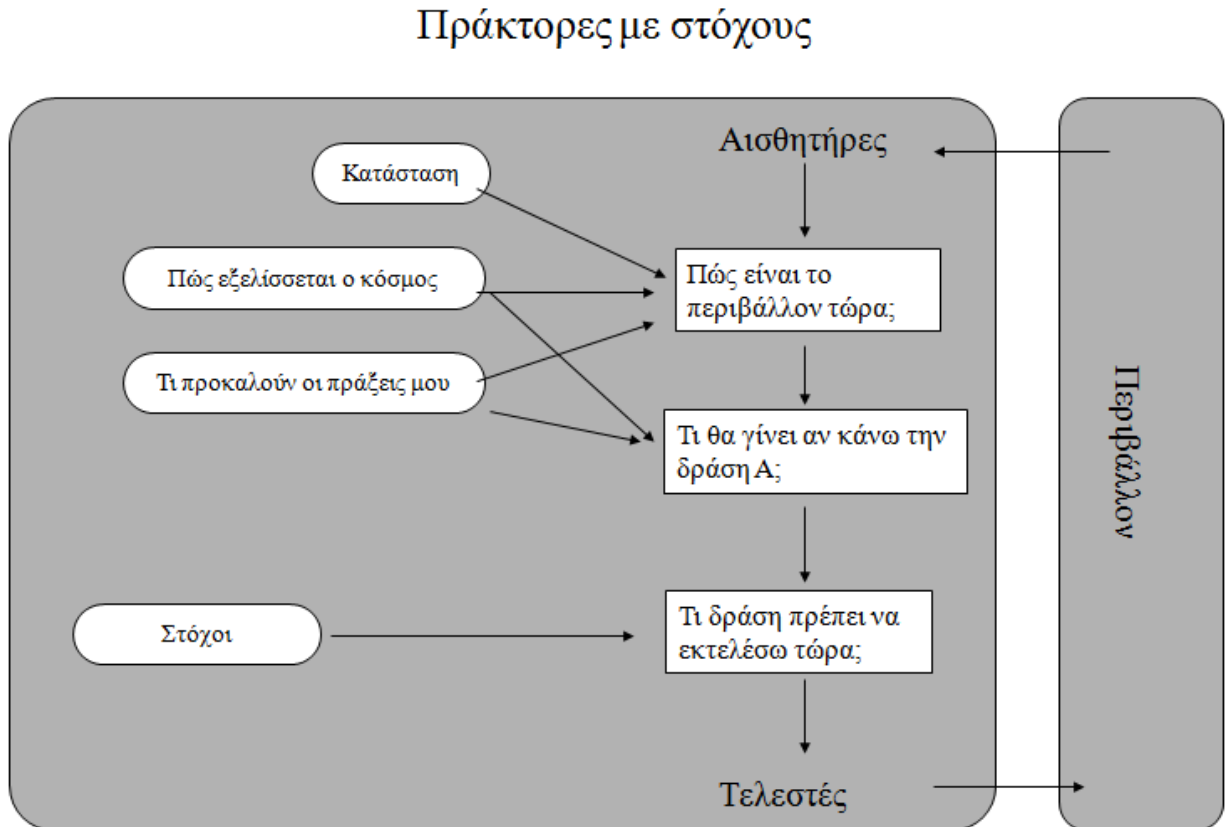 Πράκτορες με στόχους
Αισθητήρες
Κατάσταση
Πώς εξελίσσεται ο κόσμος
Πώς είναι το
περιβάλλον τώρα;
Τι προκαλούν οι πράξεις μου
Τι θα γίνει αν κάνω την
δράση Α;
Στόχοι
Τι δράση πρέπει να
εκτελέσω τώρα;
Τελεστές
Περιβάλλον